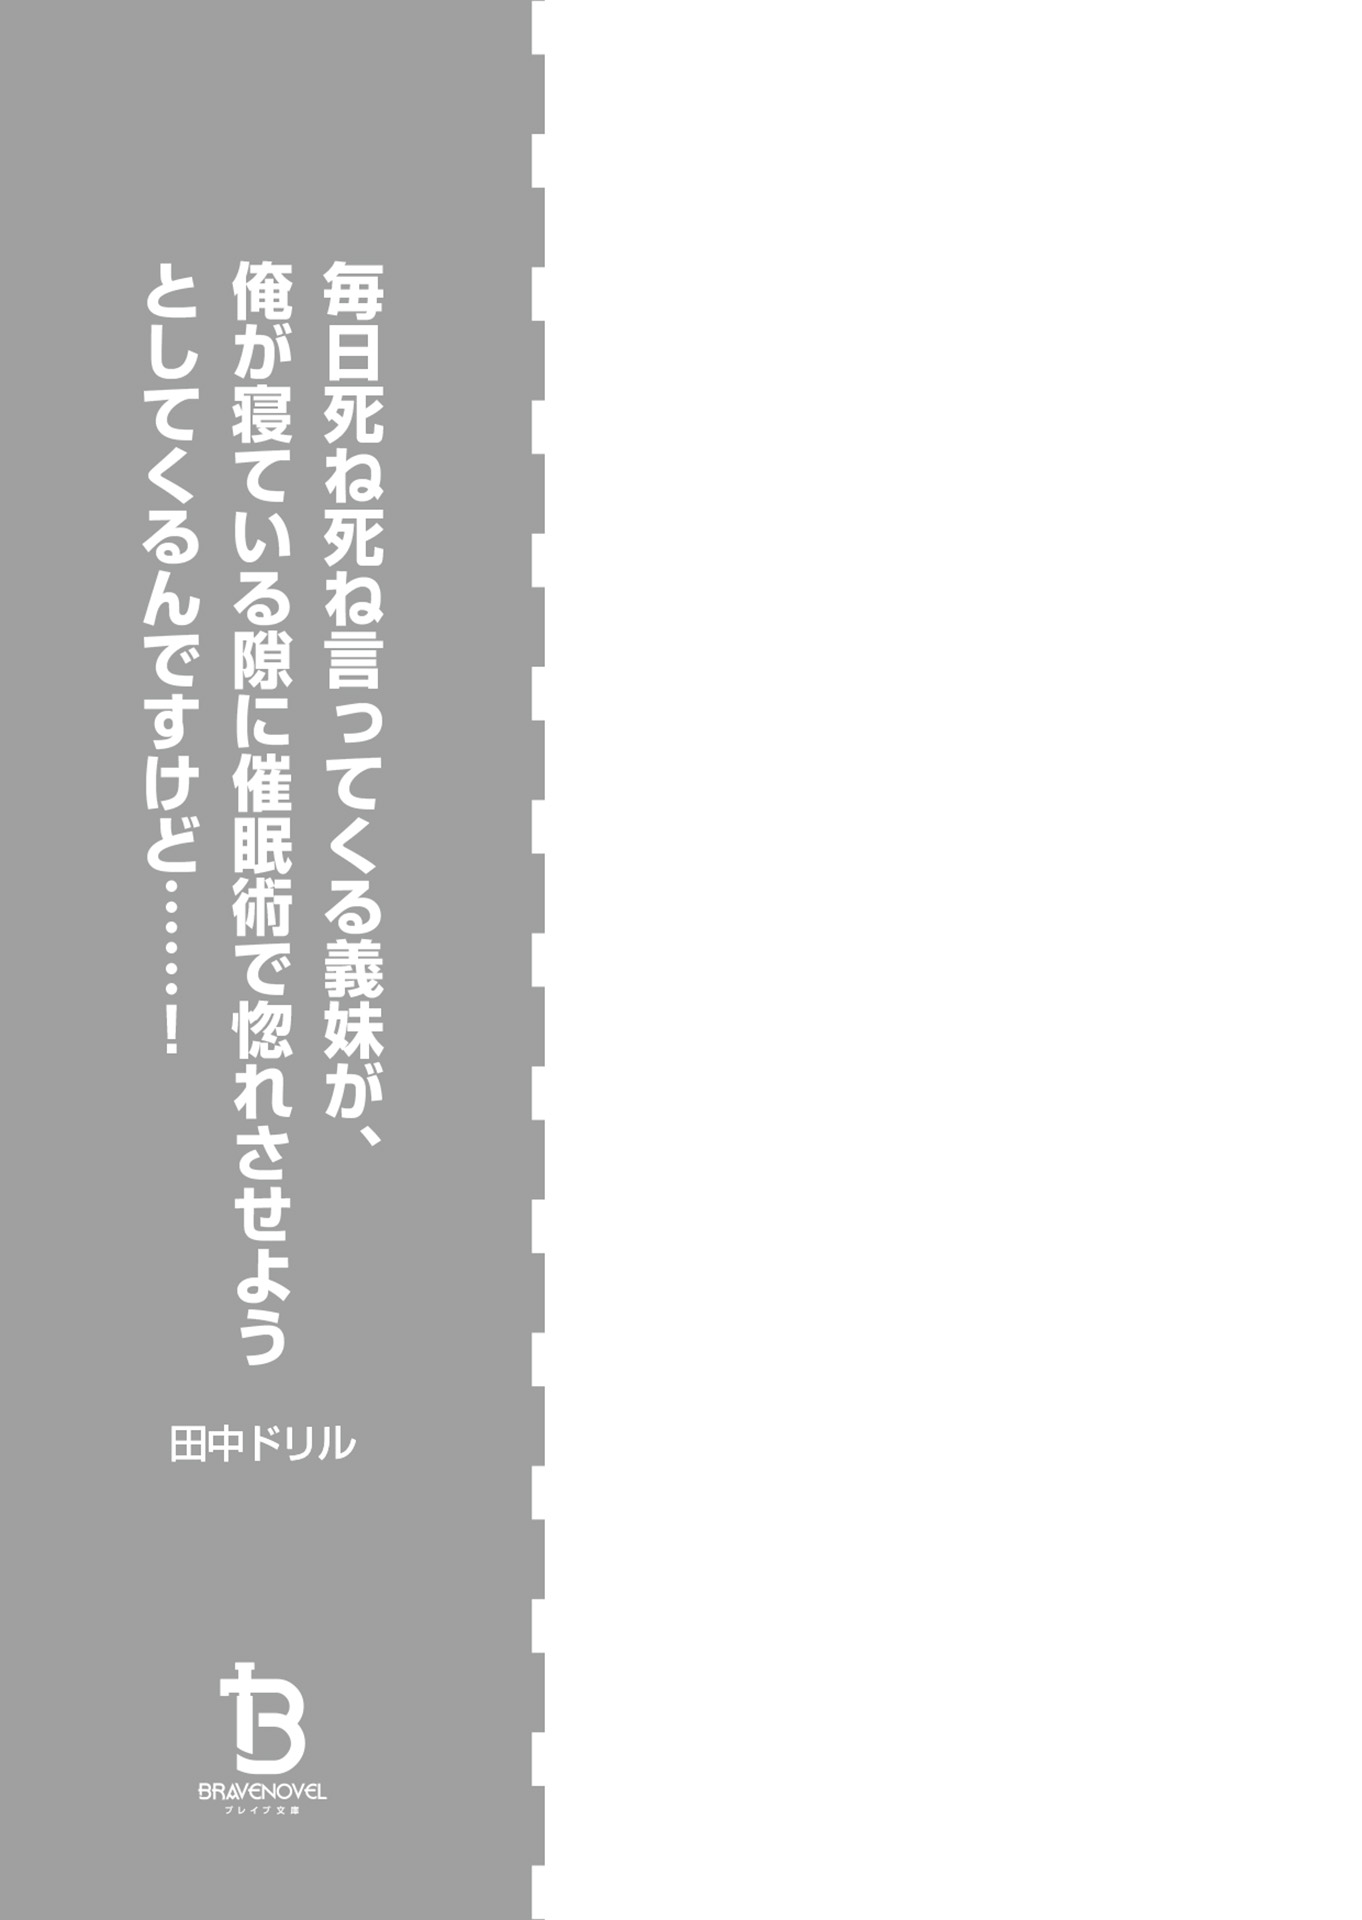 毎日死ね死ね言ってくる義妹が、
俺が寝ている隙に催眠術で惚れさせよう
としてくるんですけど……！
田中ドリル
B
BRAVENOVEL
ブレイブ文庫